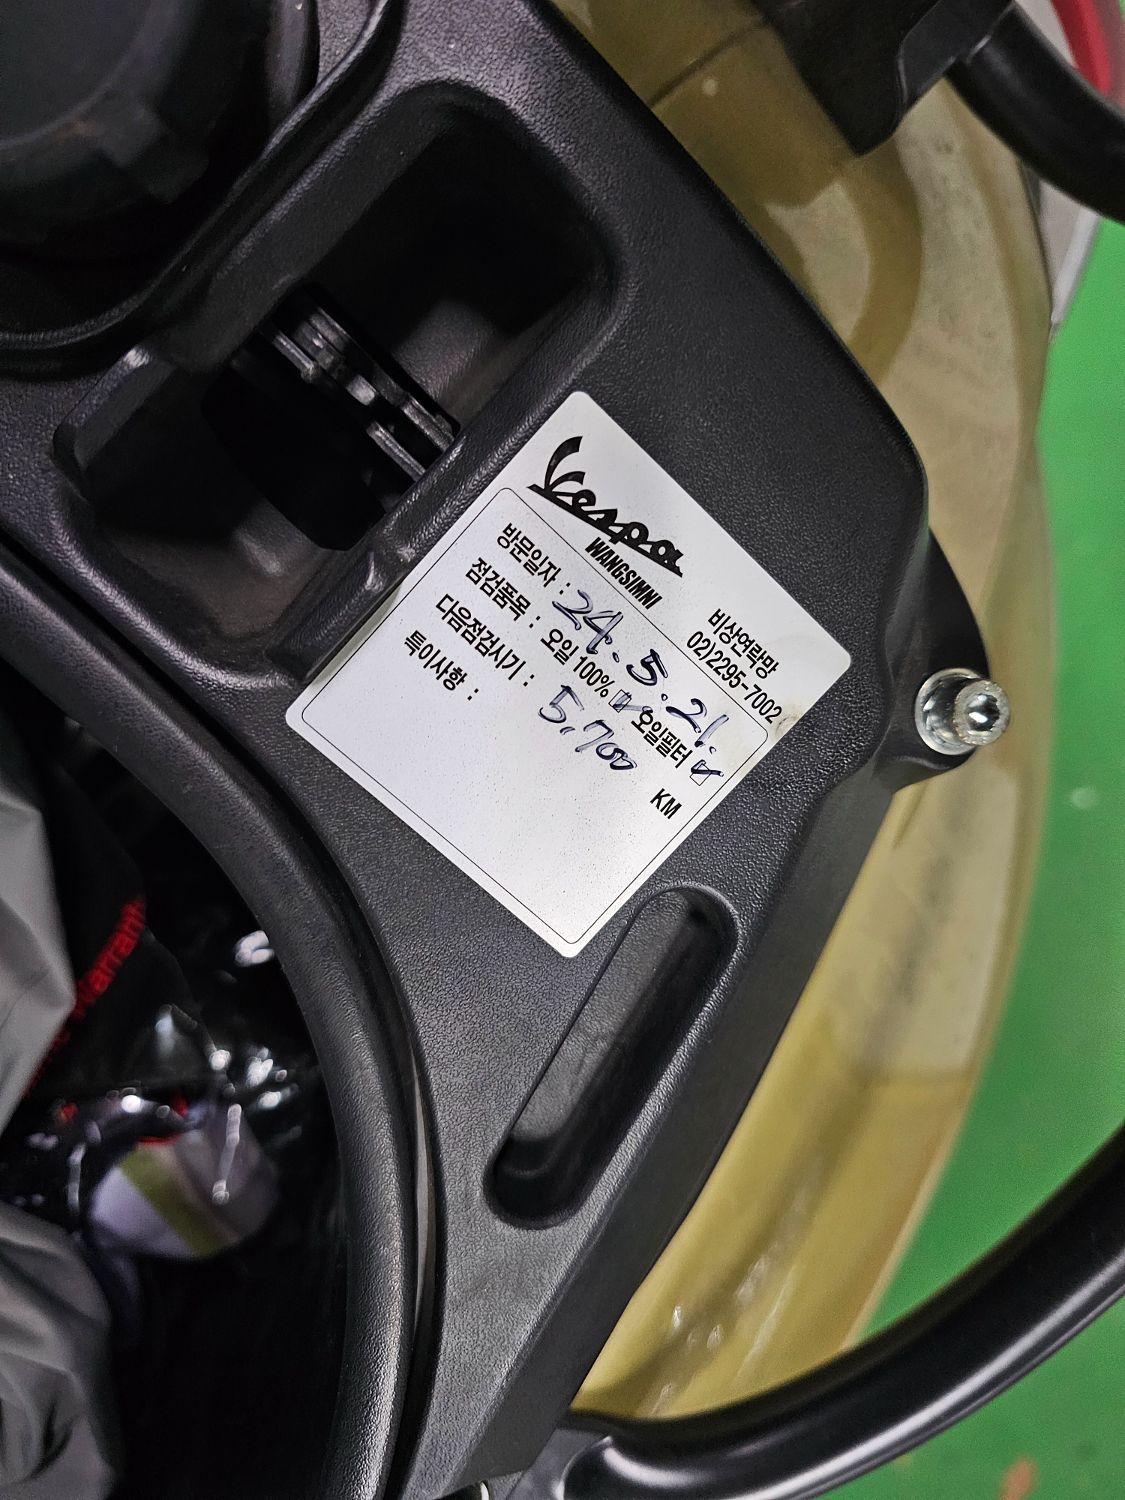 Vespa
WANGSIMNI
비상연락망
02)2295-7002
방문일자 : 24. 5. 21.
점검품목 : 오일 100% ☑ 오일필터 ☑
다음점검시기 : 5,700 KM
특이사항 :
Warranty